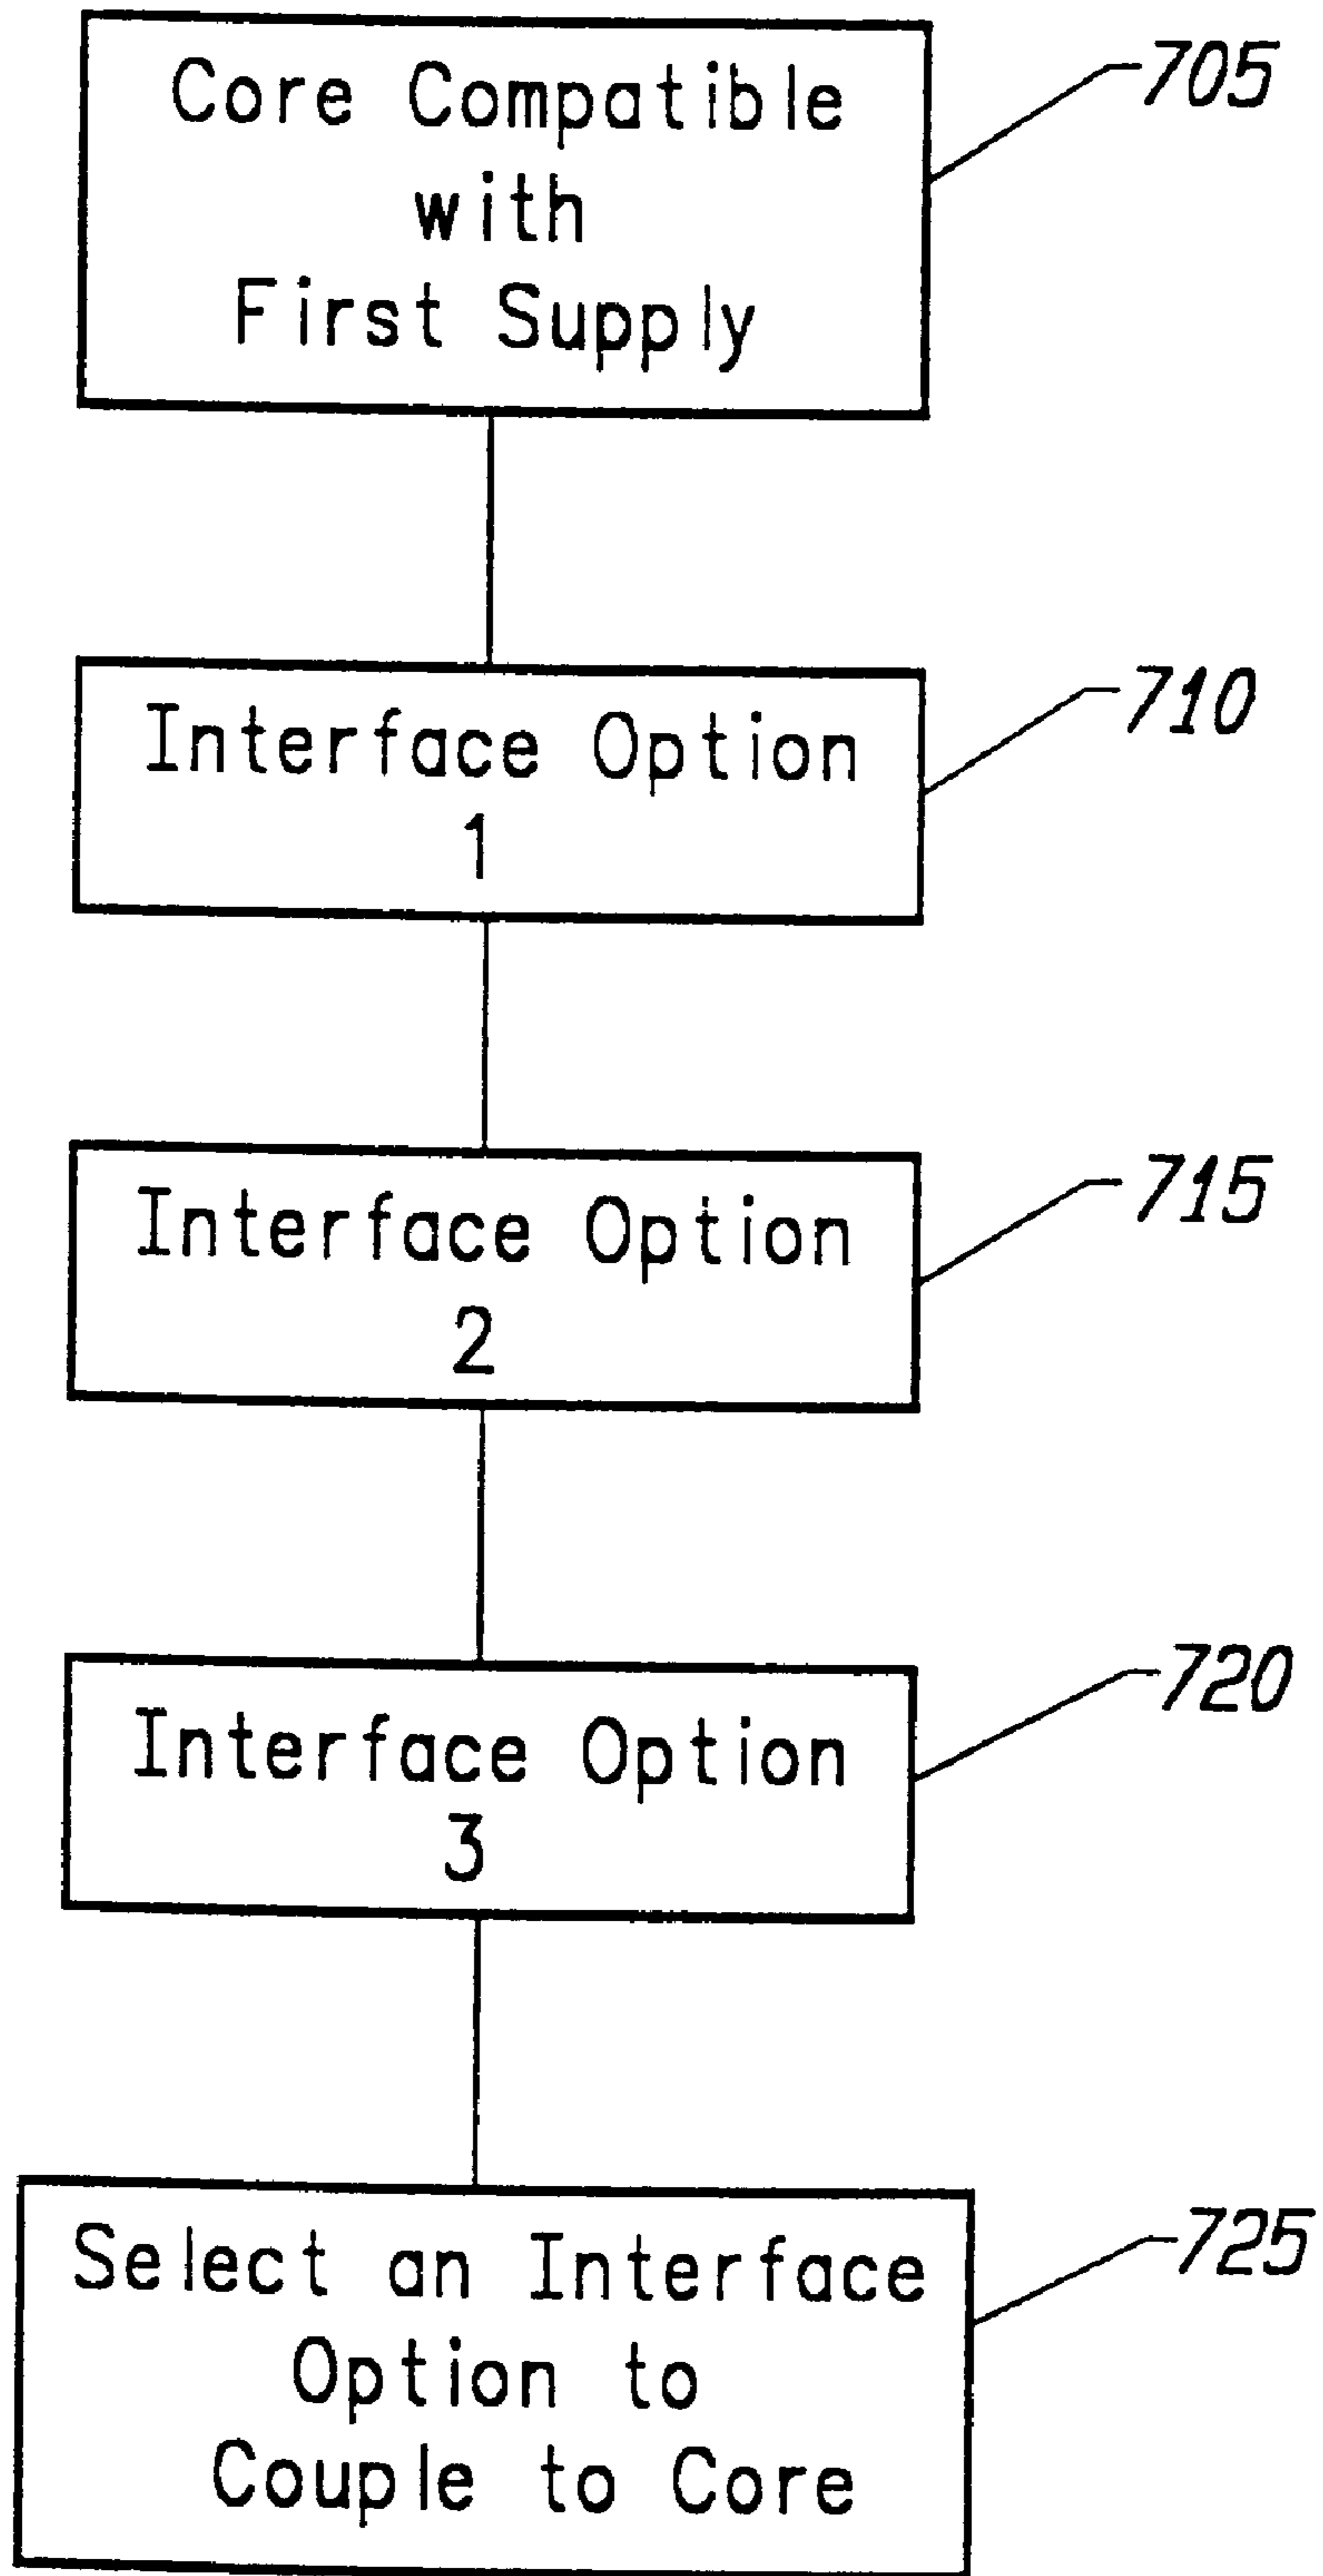 Core Compatible
with
First Supply
705
Interface Option
1
710
Interface Option
2
715
Interface Option
3
720
Select an Interface
Option to
Couple to Core
725